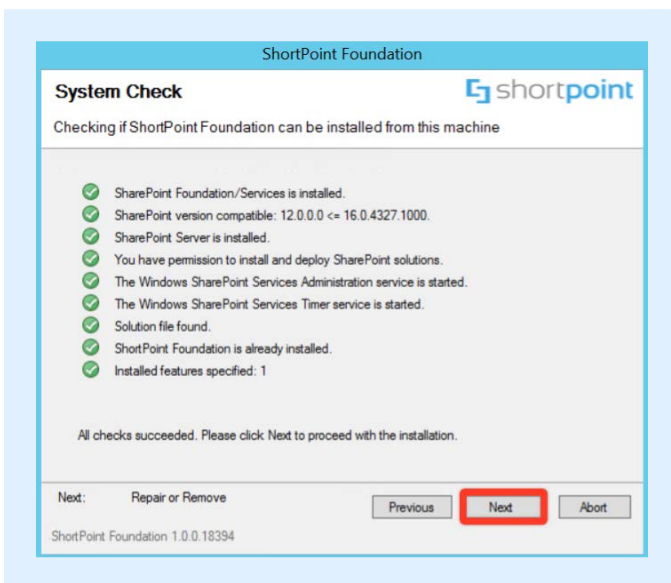 ShortPoint Foundation
System Check
shortpoint
Checking if ShortPoint Foundation can be installed from this machine
SharePoint Foundation/Services is installed.
SharePoint version compatible: 12.0.0.0 <= 16.0.4327.1000.
SharePoint Server is installed.
You have permission to install and deploy SharePoint solutions.
The Windows SharePoint Services Administration service is started.
The Windows SharePoint Services Timer service is started.
Solution file found.
ShortPoint Foundation is already installed.
Installed features specified: 1
All checks succeeded. Please click Next to proceed with the installation.
Next: Repair or Remove
Previous Next Abort
ShortPoint Foundation 1.0.0.18394